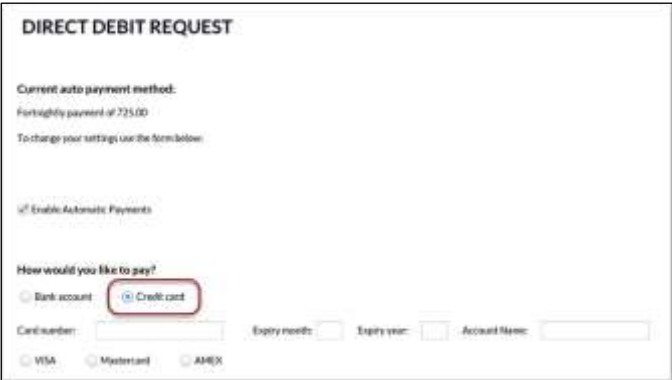 DIRECT DEBIT REQUEST
Current auto payment method:
Fortnightly payment of 725.00
To change your settings use the form below:
Enable Automatic Payments
How would you like to pay?
Bank account Credit card
Card number: Expiry month: Expiry year: Account Name:
VISA Mastercard AMEX